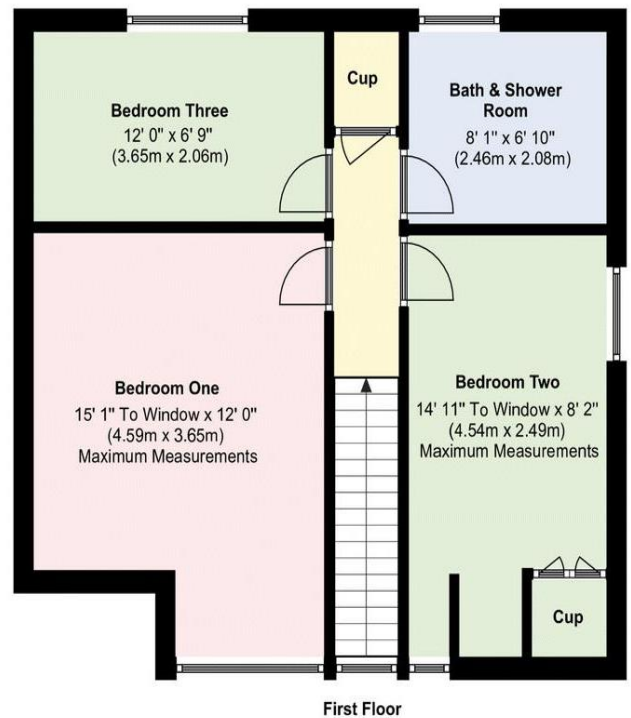 Bedroom Three
12' 0" x 6' 9"
(3.65m x 2.06m)
Cup
Bath & Shower
Room
8' 1" x 6' 10"
(2.46m x 2.08m)
Bedroom One
15' 1" To Window x 12' 0"
(4.59m x 3.65m)
Maximum Measurements
Bedroom Two
14' 11" To Window x 8' 2"
(4.54m x 2.49m)
Maximum Measurements
Cup
First Floor